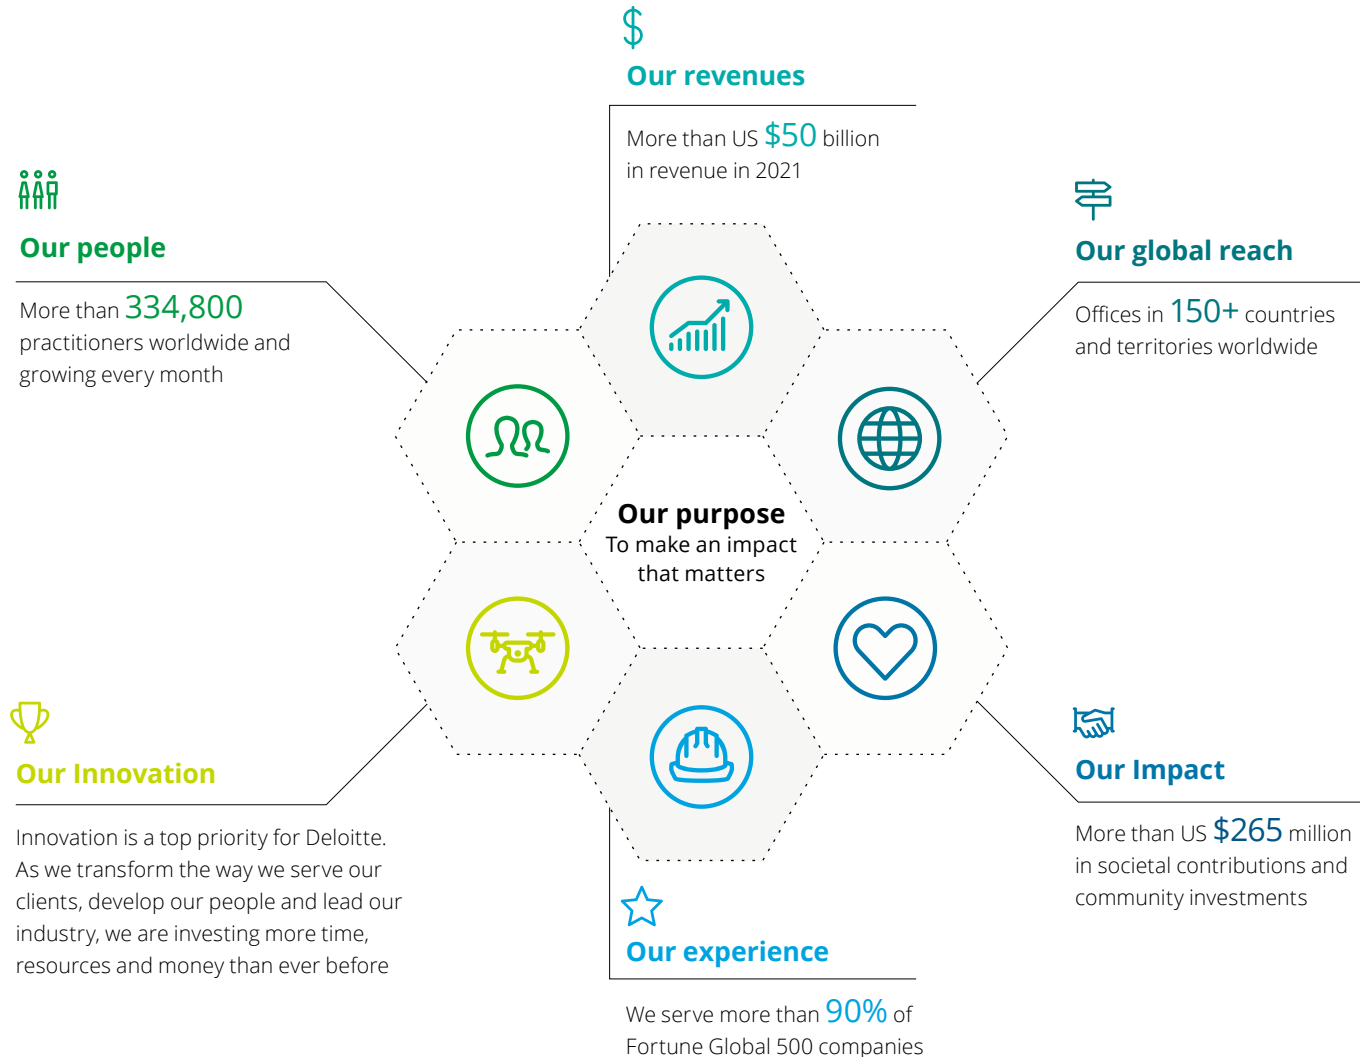 Our revenues
More than US $50 billion
in revenue in 2021
Our people
More than 334,800
practitioners worldwide and
growing every month
Our global reach
Offices in 150+ countries
and territories worldwide
Our purpose
To make an impact
that matters
Our Innovation
Innovation is a top priority for Deloitte.
As we transform the way we serve our
clients, develop our people and lead our
industry, we are investing more time,
resources and money than ever before
Our Impact
More than US $265 million
in societal contributions and
community investments
Our experience
We serve more than 90% of
Fortune Global 500 companies